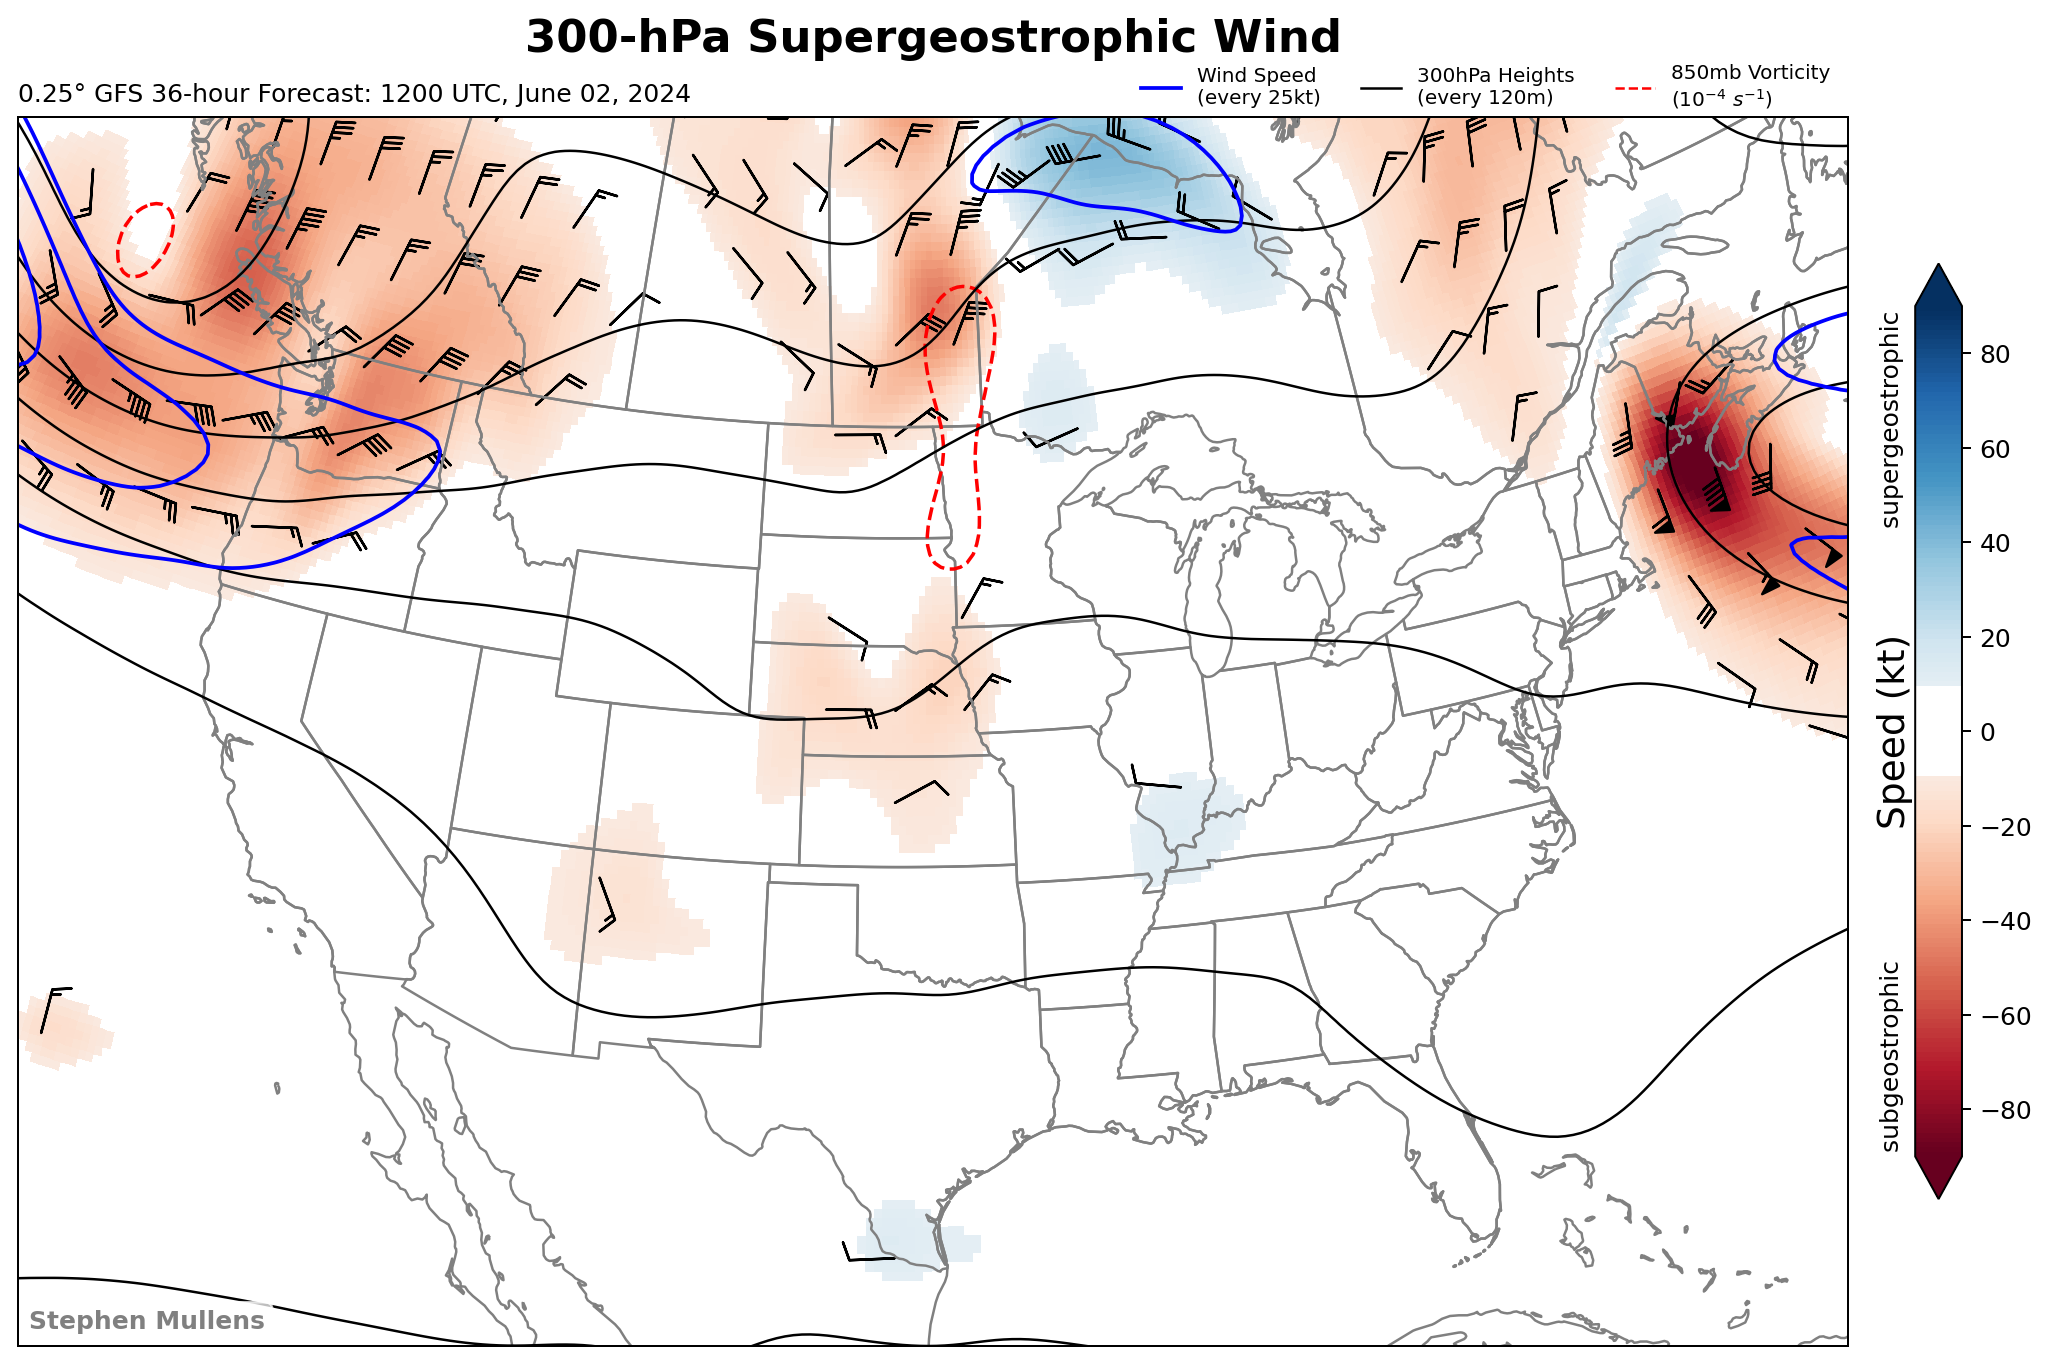 300-hPa Supergeostrophic Wind
0.25° GFS 36-hour Forecast: 1200 UTC, June 02, 2024
Wind Speed
(every 25kt)
300hPa Heights
(every 120m)
850mb Vorticity
(10⁻⁴ s⁻¹)
supergeostrophic
Speed (kt)
subgeostrophic
80
60
40
20
0
−20
−40
−60
−80
Stephen Mullens